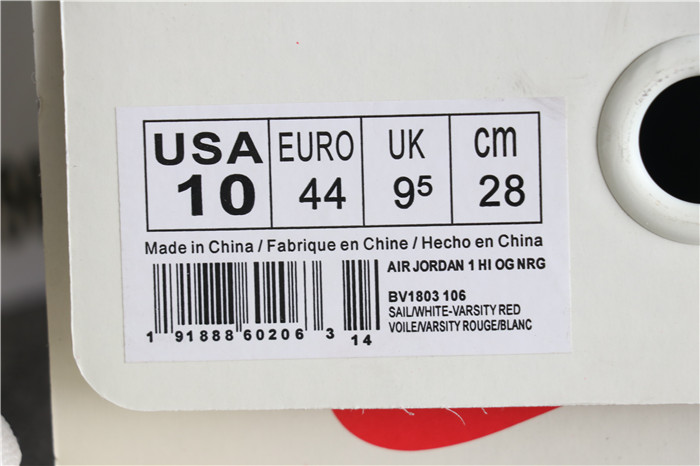 USA EURO UK cm
10 44 9⁵ 28
Made in China / Fabrique en Chine / Hecho en China
AIR JORDAN 1 HI OG NRG
BV1803 106
SAIL/WHITE-VARSITY RED
VOILE/VARSITY ROUGE/BLANC
1 91888 60206 3 14